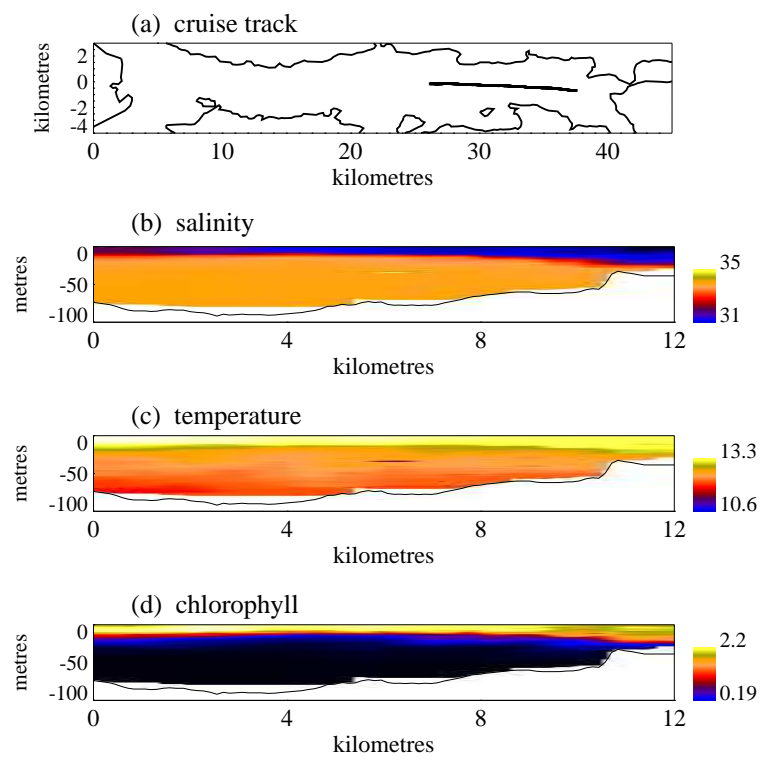 (a) cruise track
kilometres
2
0
-2
-4
0 10 20 30 40
kilometres
(b) salinity
metres
0
-50
-100
0 4 8 12
kilometres
35
31
(c) temperature
metres
0
-50
-100
0 4 8 12
kilometres
13.3
10.6
(d) chlorophyll
metres
0
-50
-100
0 4 8 12
kilometres
2.2
0.19